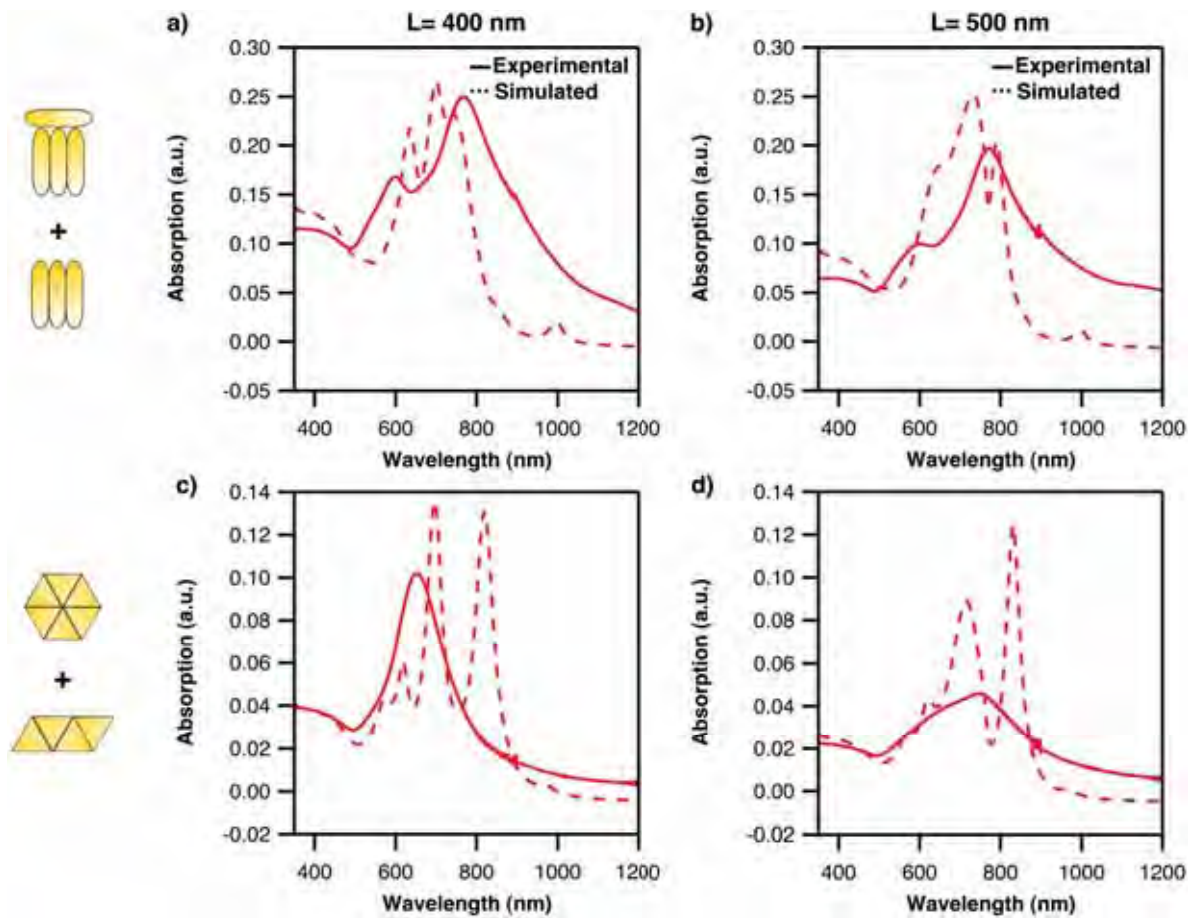 a)
L= 400 nm
Experimental
Simulated
0.30
0.25
0.20
0.15
0.10
0.05
0.00
-0.05
Absorption (a.u.)
400 600 800 1000 1200
Wavelength (nm)
b)
L= 500 nm
Experimental
Simulated
0.30
0.25
0.20
0.15
0.10
0.05
0.00
-0.05
Absorption (a.u.)
400 600 800 1000 1200
Wavelength (nm)
+
c)
0.14
0.12
0.10
0.08
0.06
0.04
0.02
0.00
-0.02
Absorption (a.u.)
400 600 800 1000 1200
Wavelength (nm)
d)
0.14
0.12
0.10
0.08
0.06
0.04
0.02
0.00
-0.02
Absorption (a.u.)
400 600 800 1000 1200
Wavelength (nm)
+